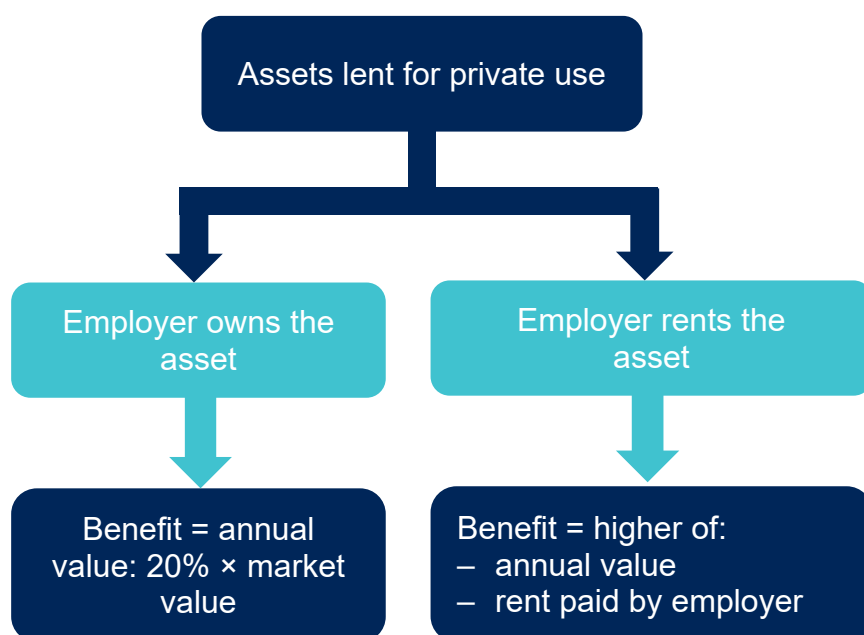 Assets lent for private use
Employer owns the
asset
Employer rents the
asset
Benefit = annual
value: 20% × market
value
Benefit = higher of:
– annual value
– rent paid by employer